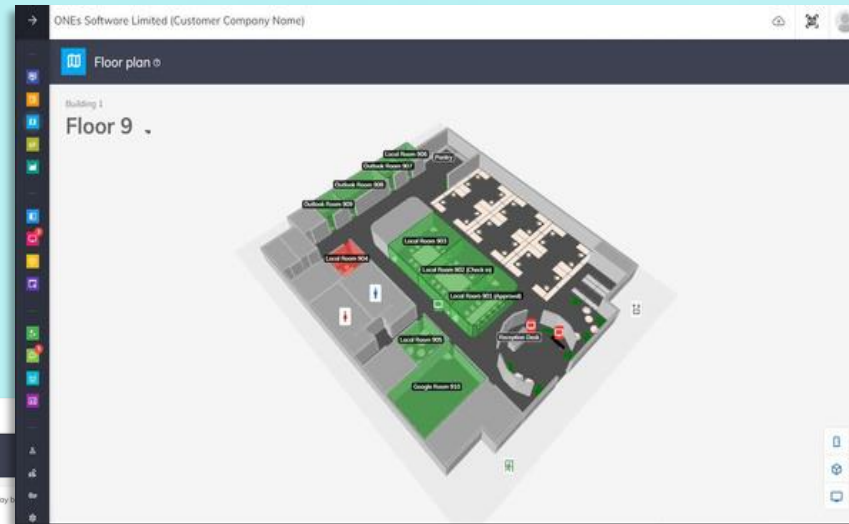 ONEs Software Limited (Customer Company Name)
Floor plan
Building 1
Floor 9
Local Room 906
Pantry
Outlook Room 907
Outlook Room 908
Outlook Room 909
Local Room 903
Local Room 904
Local Room 902 (Check in)
Local Room 901 (Approved)
Reception Desk
Local Room 905
Google Room 910
ay b